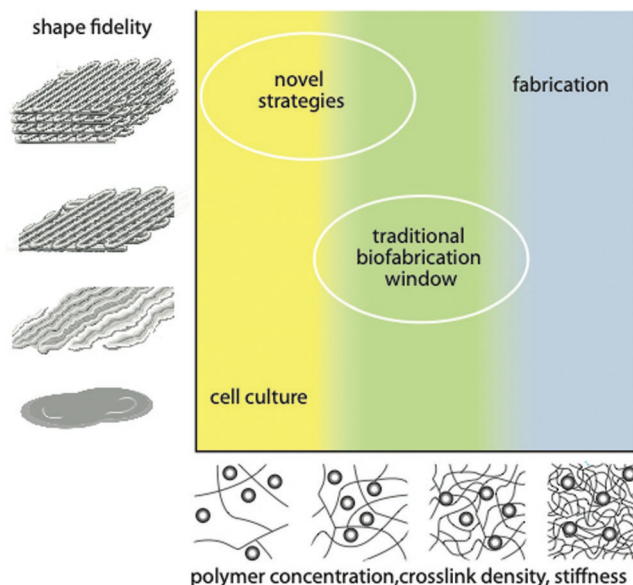 shape fidelity
novel
strategies
fabrication
traditional
biofabrication
window
cell culture
polymer concentration,crosslink density, stiffness